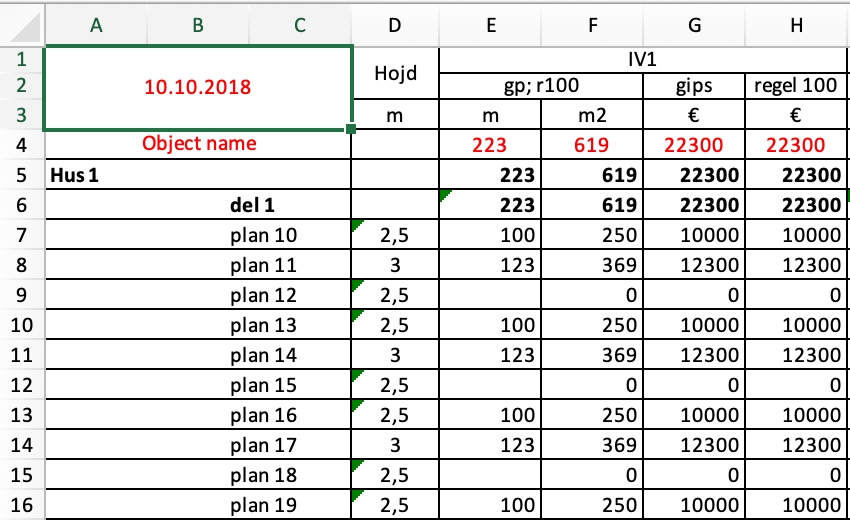 A B C D E F G H
1 IV1
10.10.2018 Hojd
2 gp; r100 gips regel 100
3 m m m2 € €
4 Object name 223 619 22300 22300
5 Hus 1 223 619 22300 22300
6 del 1 223 619 22300 22300
7 plan 10 2,5 100 250 10000 10000
8 plan 11 3 123 369 12300 12300
9 plan 12 2,5 0 0 0
10 plan 13 2,5 100 250 10000 10000
11 plan 14 3 123 369 12300 12300
12 plan 15 2,5 0 0 0
13 plan 16 2,5 100 250 10000 10000
14 plan 17 3 123 369 12300 12300
15 plan 18 2,5 0 0 0
16 plan 19 2,5 100 250 10000 10000